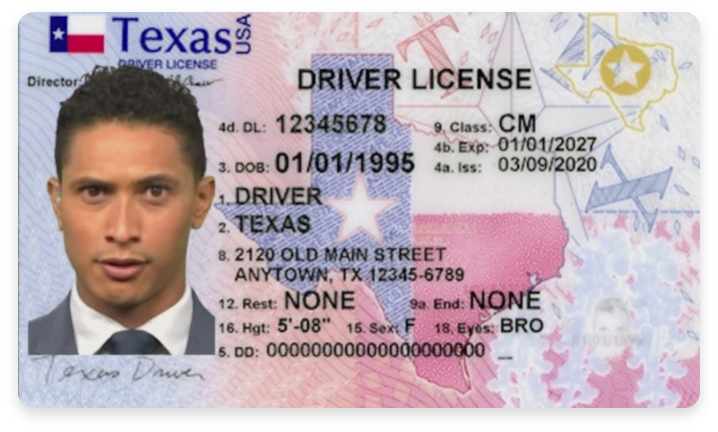 Texas USA
DRIVER LICENSE
Director
DRIVER LICENSE
4d. DL: 12345678 9. Class: CM
4b. Exp: 01/01/2027
3. DOB: 01/01/1995 4a. Iss: 03/09/2020
1. DRIVER
2. TEXAS
8. 2120 OLD MAIN STREET
ANYTOWN, TX 12345-6789
12. Rest: NONE 9a. End: NONE
16. Hgt: 5'-08" 15. Sex: F 18. Eyes: BRO
5. DD: 00000000000000000000 _
Texas Driver